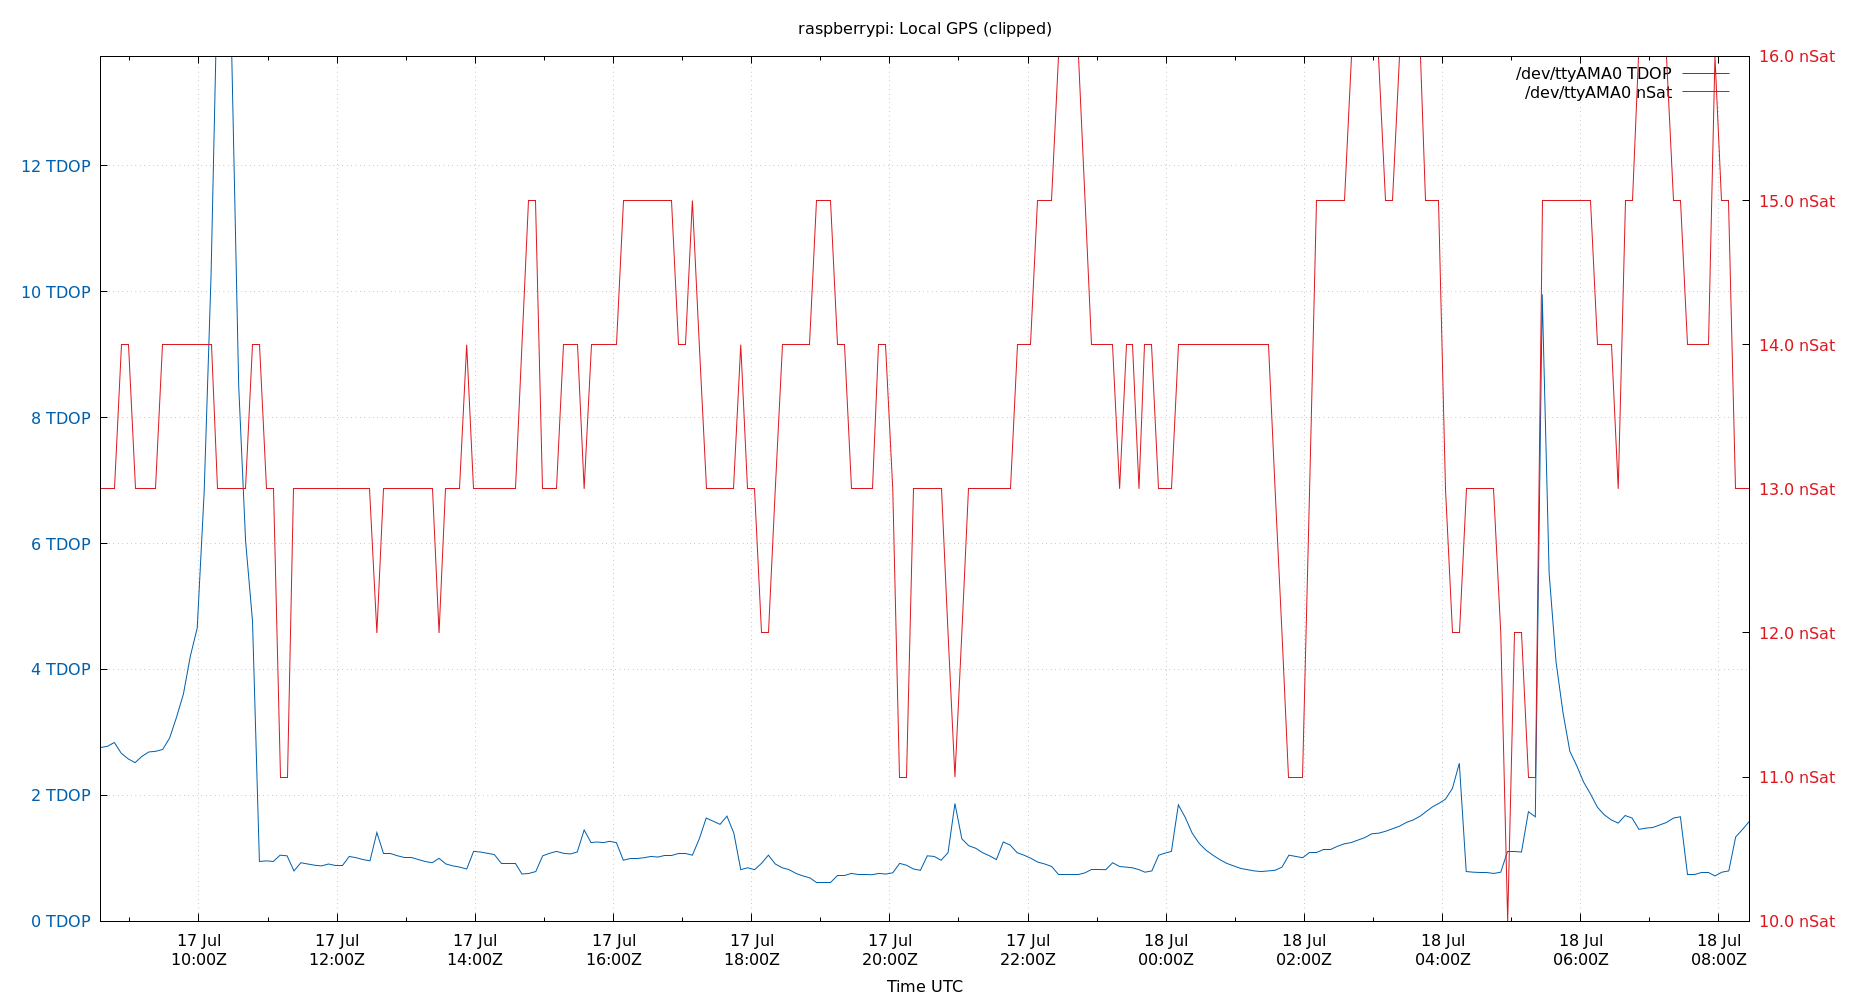 raspberrypi: Local GPS (clipped)
16.0 nSat
/dev/ttyAMA0 TDOP
/dev/ttyAMA0 nSat
12 TDOP
15.0 nSat
10 TDOP
14.0 nSat
8 TDOP
13.0 nSat
6 TDOP
12.0 nSat
4 TDOP
11.0 nSat
2 TDOP
0 TDOP
10.0 nSat
17 Jul 17 Jul 17 Jul 17 Jul 17 Jul 17 Jul 17 Jul 18 Jul 18 Jul 18 Jul 18 Jul 18 Jul
10:00Z 12:00Z 14:00Z 16:00Z 18:00Z 20:00Z 22:00Z 00:00Z 02:00Z 04:00Z 06:00Z 08:00Z
Time UTC